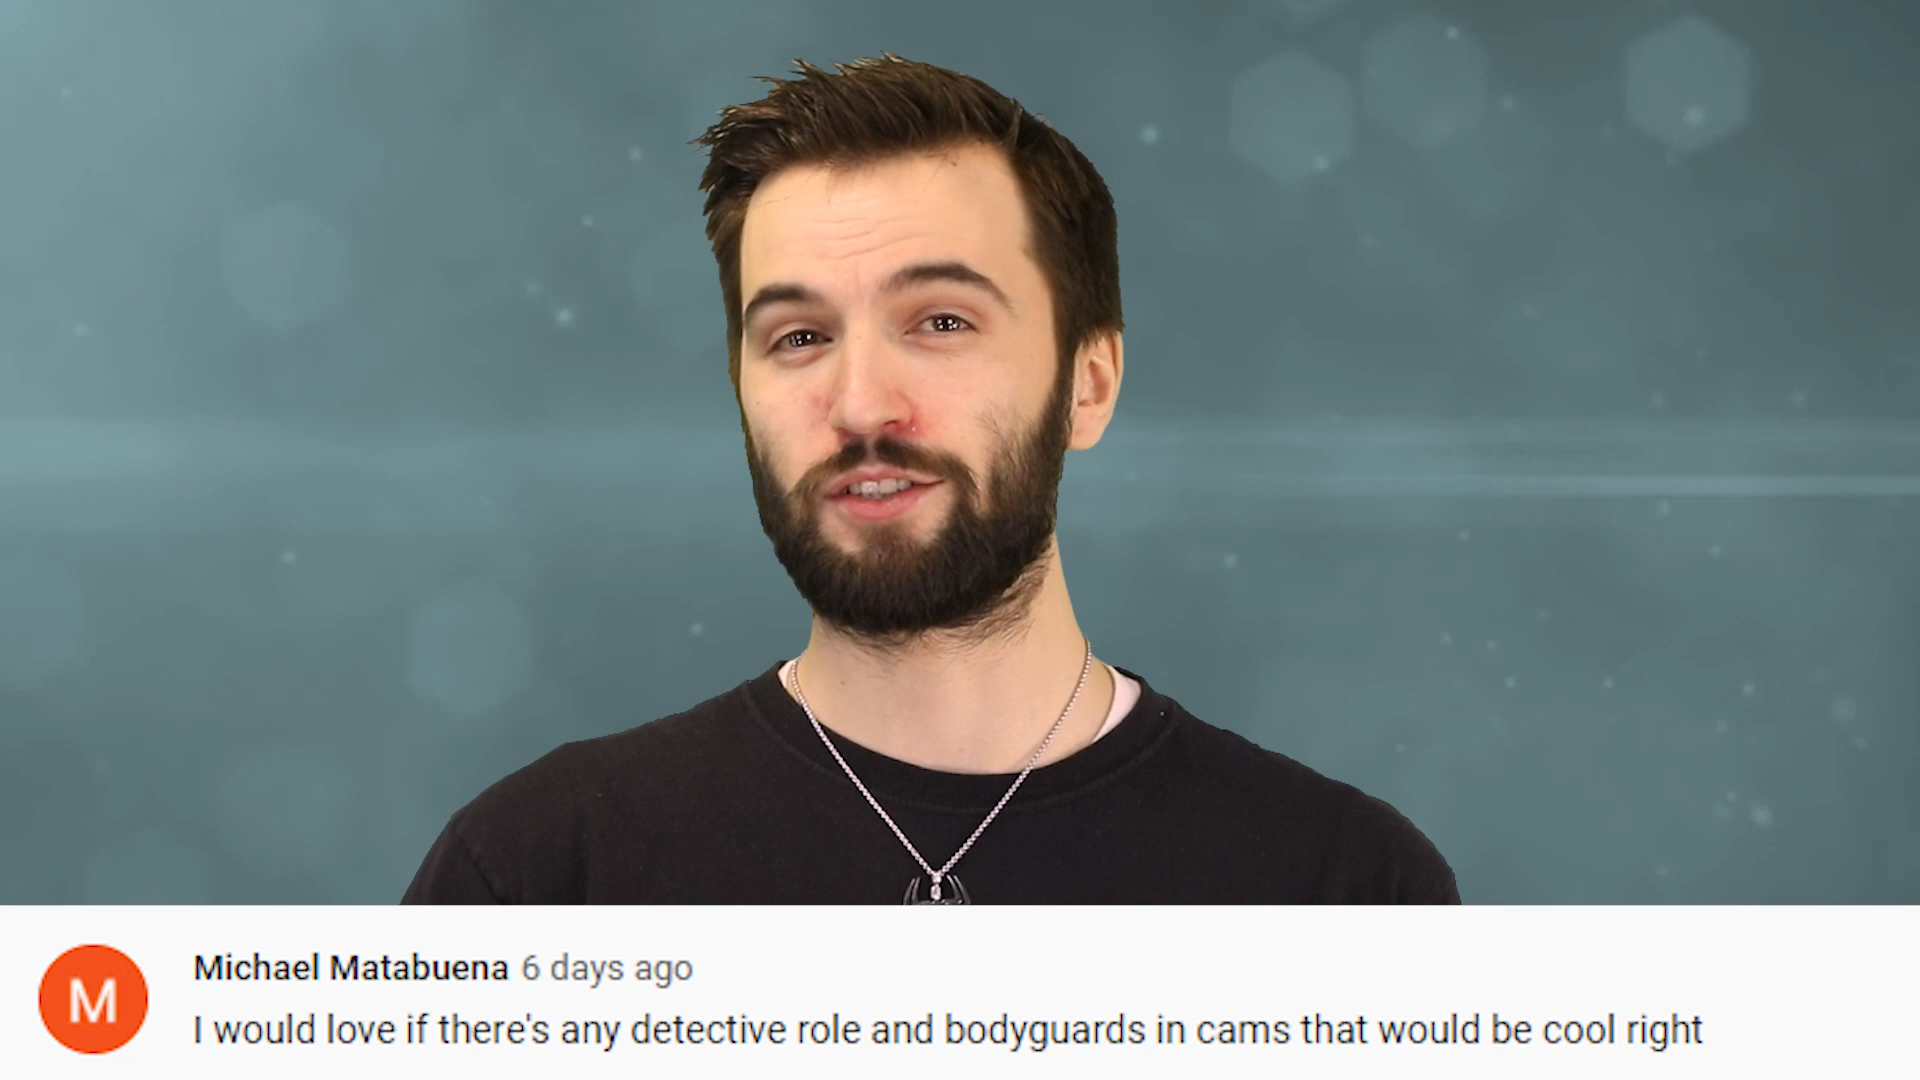 M
Michael Matabuena 6 days ago
I would love if there's any detective role and bodyguards in cams that would be cool right